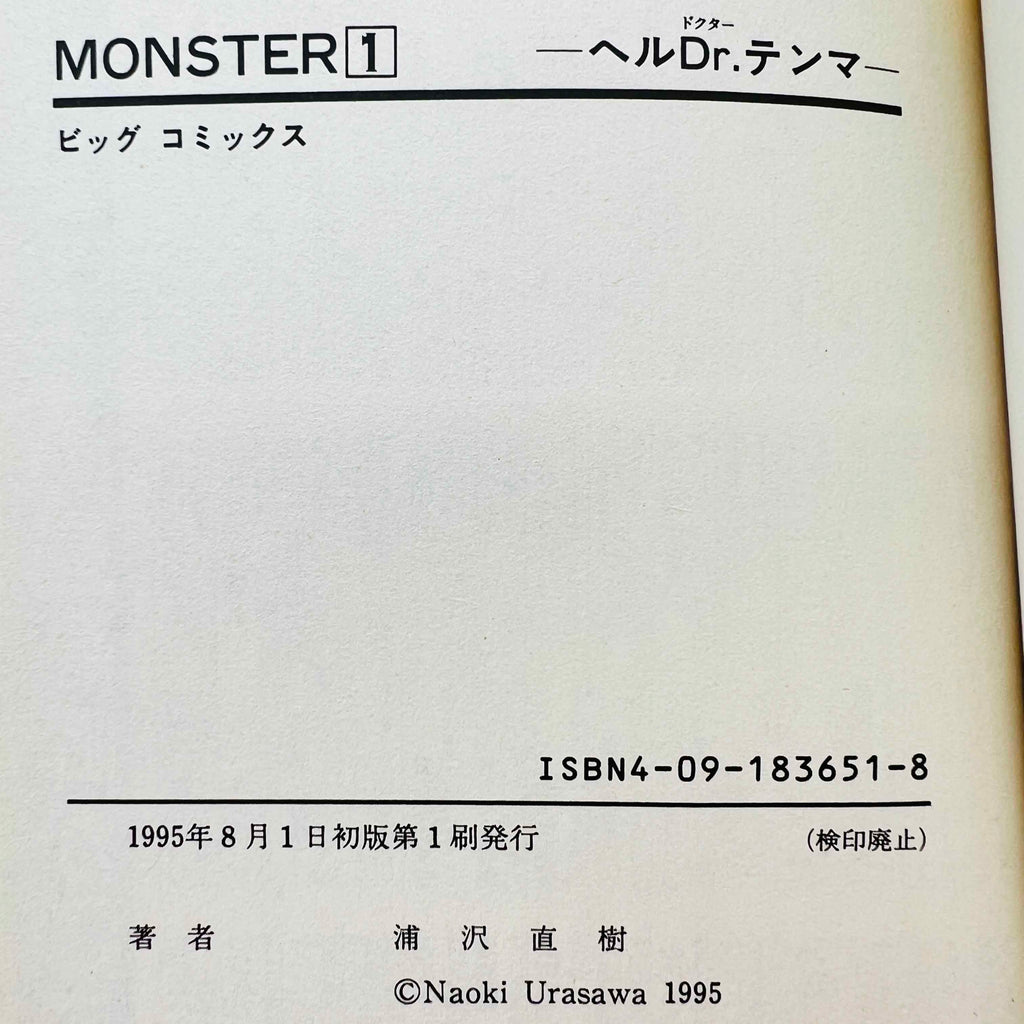 MONSTER1 ―ヘルDr.テンマ―
ドクター
ビッグ コミックス
ISBN4-09-183651-8
1995年8月1日初版第1刷発行 (検印廃止)
著 者 浦 沢 直 樹
©Naoki Urasawa 1995